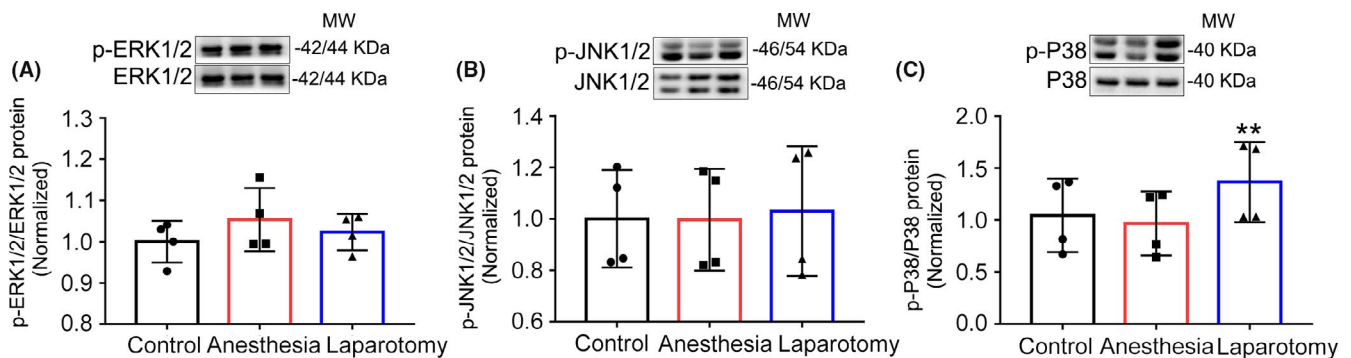 (A)
MW
p-ERK1/2
-42/44 KDa
ERK1/2
-42/44 KDa
p-ERK1/2/ERK1/2 protein
(Normalized)
1.3
1.2
1.1
1.0
0.9
0.8
Control Anesthesia Laparotomy
(B)
MW
p-JNK1/2
-46/54 KDa
JNK1/2
-46/54 KDa
p-JNK1/2/JNK1/2 protein
(Normalized)
1.4
1.2
1.0
0.8
0.6
Control Anesthesia Laparotomy
(C)
MW
p-P38
-40 KDa
P38
-40 KDa
p-P38/P38 protein
(Normalized)
2.0
1.5
1.0
0.5
0.0
**
Control Anesthesia Laparotomy